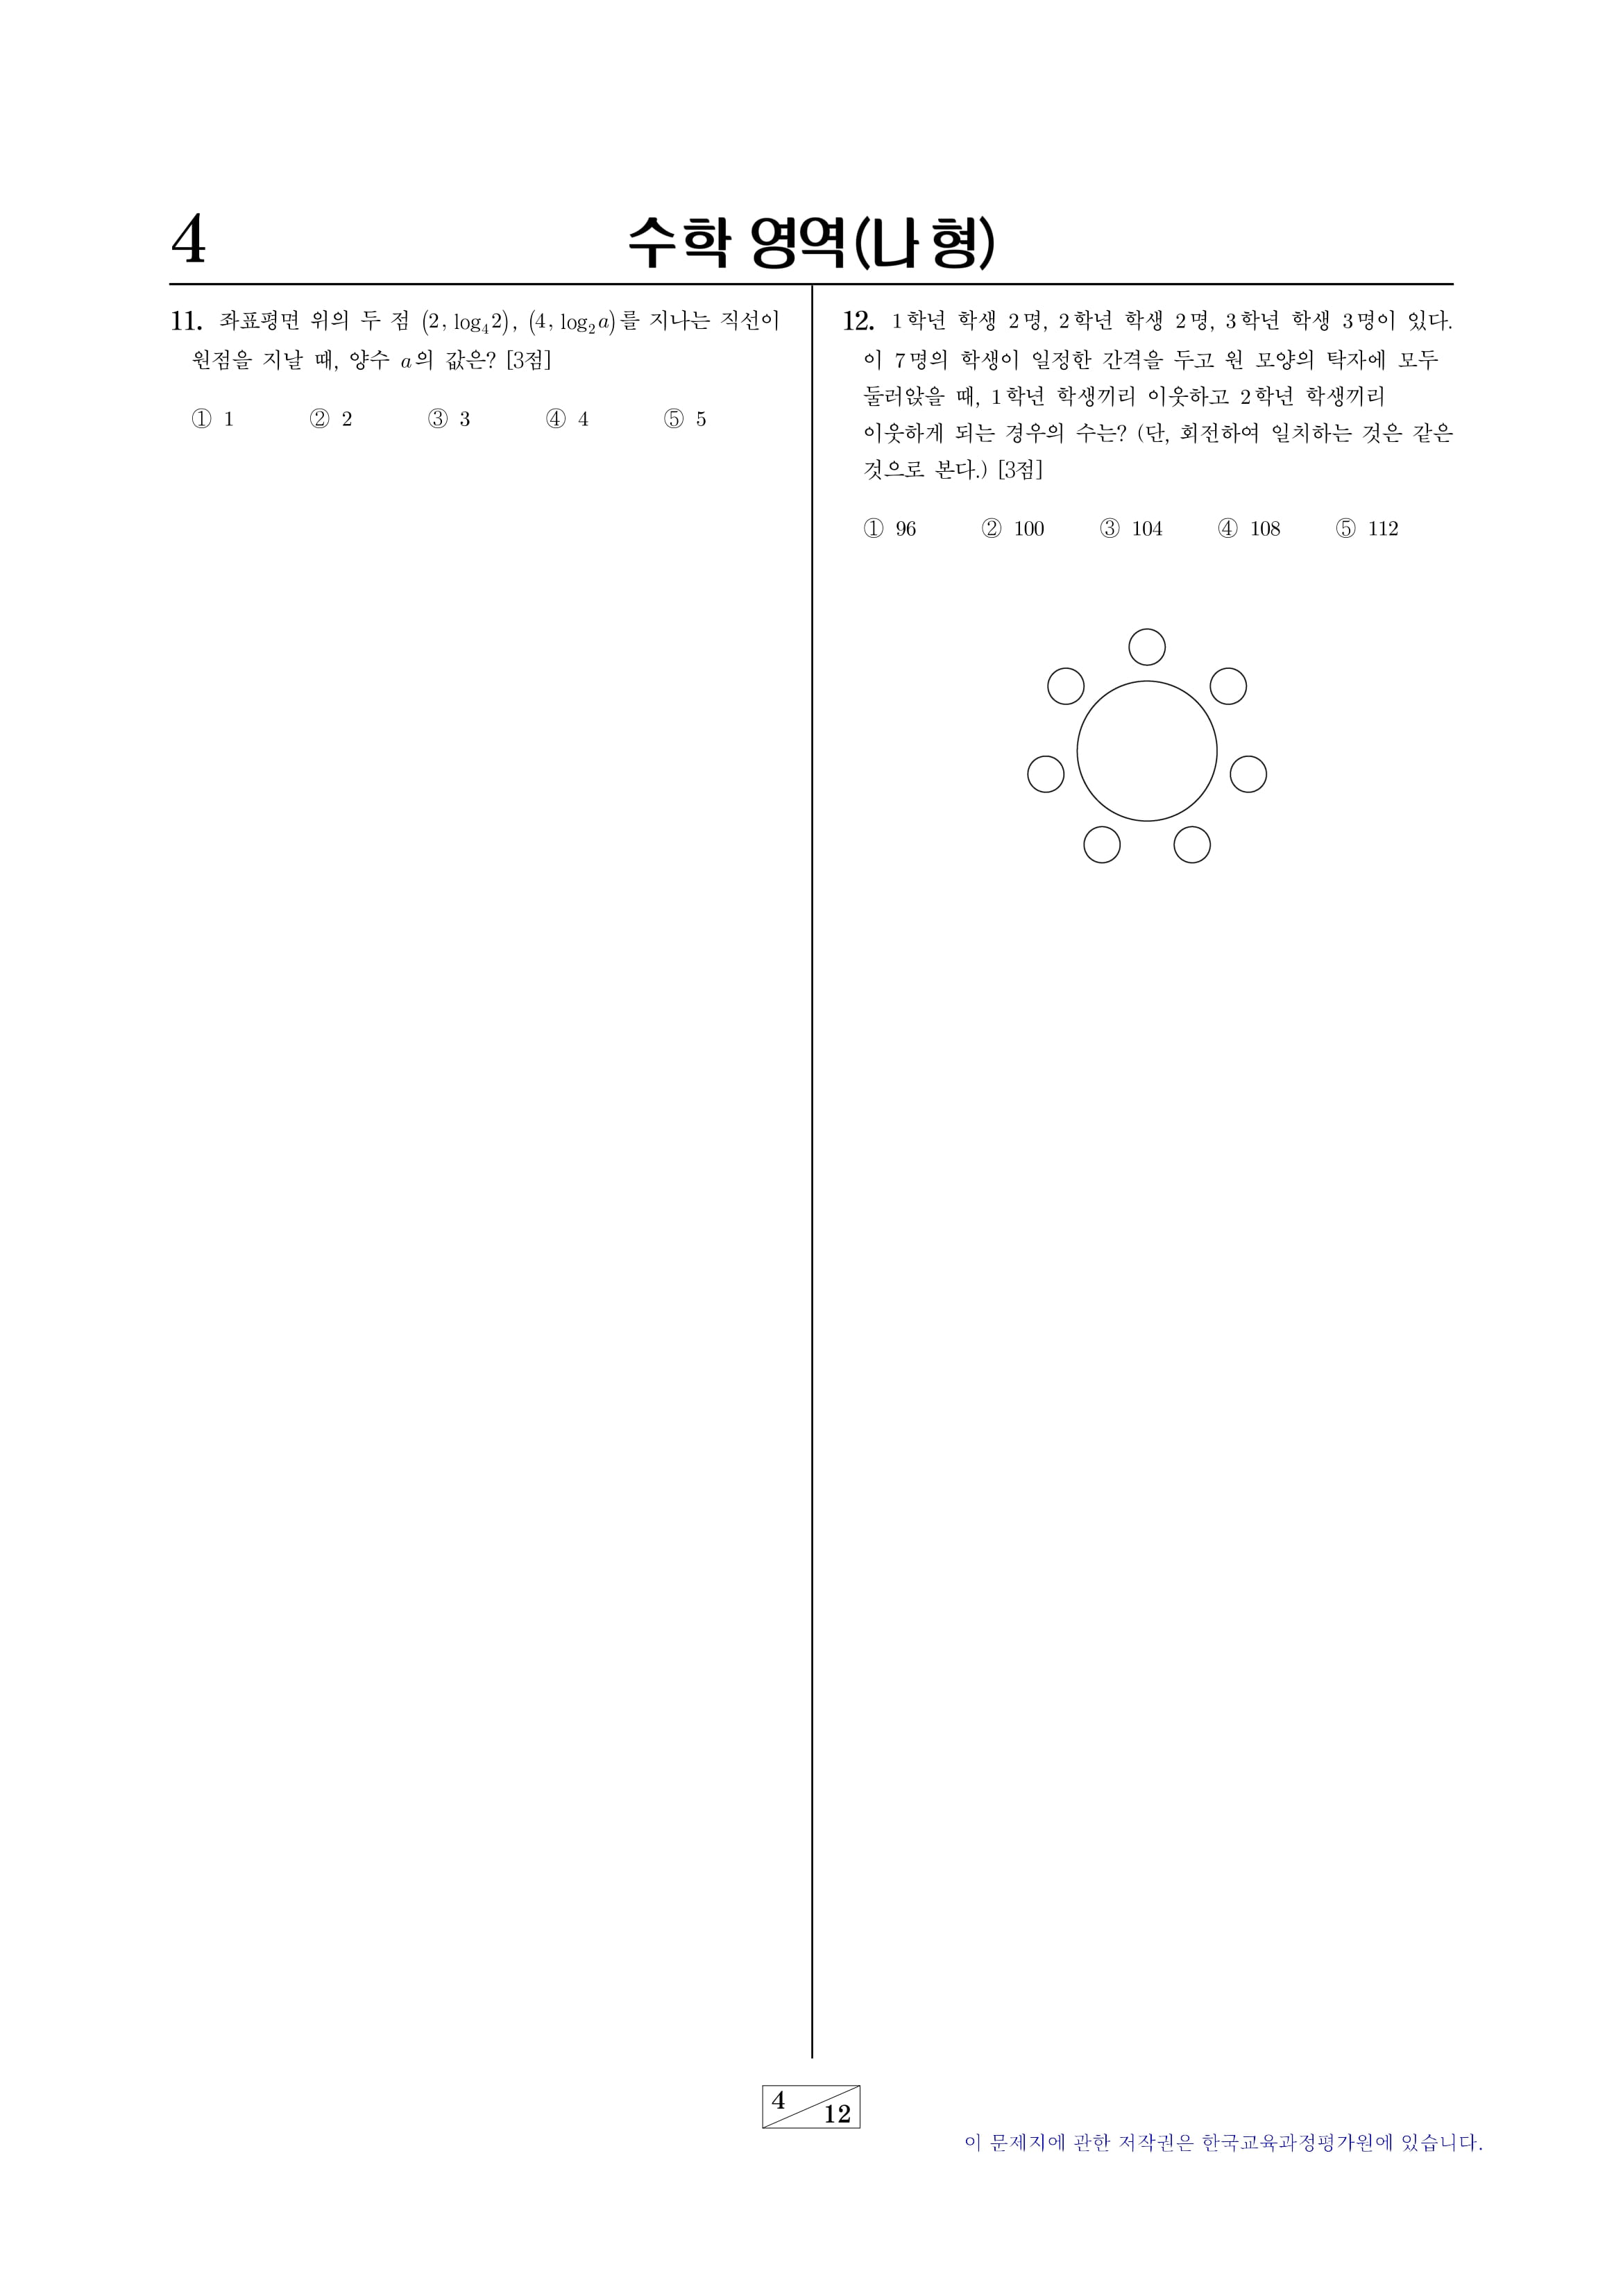 4
수학 영역(나형)
11. 좌표평면 위의 두 점 (2, log₄2), (4, log₂a)를 지나는 직선이
원점을 지날 때, 양수 a의 값은? [3점]
① 1 ② 2 ③ 3 ④ 4 ⑤ 5
12. 1학년 학생 2명, 2학년 학생 2명, 3학년 학생 3명이 있다.
이 7명의 학생이 일정한 간격을 두고 원 모양의 탁자에 모두
둘러앉을 때, 1학년 학생끼리 이웃하고 2학년 학생끼리
이웃하게 되는 경우의 수는? (단, 회전하여 일치하는 것은 같은
것으로 본다.) [3점]
① 96 ② 100 ③ 104 ④ 108 ⑤ 112
4
12
이 문제지에 관한 저작권은 한국교육과정평가원에 있습니다.